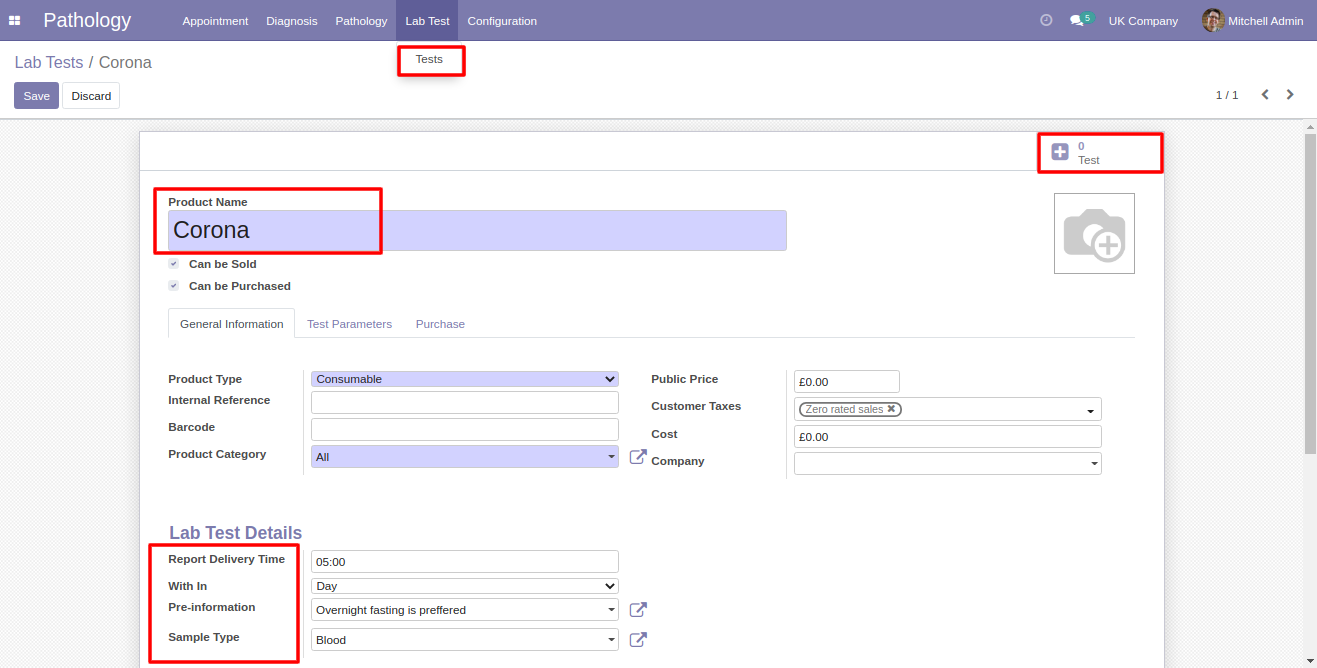 Pathology Appointment Diagnosis Pathology Lab Test Configuration 5 UK Company Mitchell Admin
Tests
Lab Tests / Corona
Save Discard 1 / 1
0
Test
Product Name
Corona
Can be Sold
Can be Purchased
General Information Test Parameters Purchase
Product Type Consumable Public Price £0.00
Internal Reference Customer Taxes Zero rated sales ✖
Barcode Cost £0.00
Product Category All Company
Lab Test Details
Report Delivery Time 05:00
With In Day
Pre-information Overnight fasting is preffered
Sample Type Blood